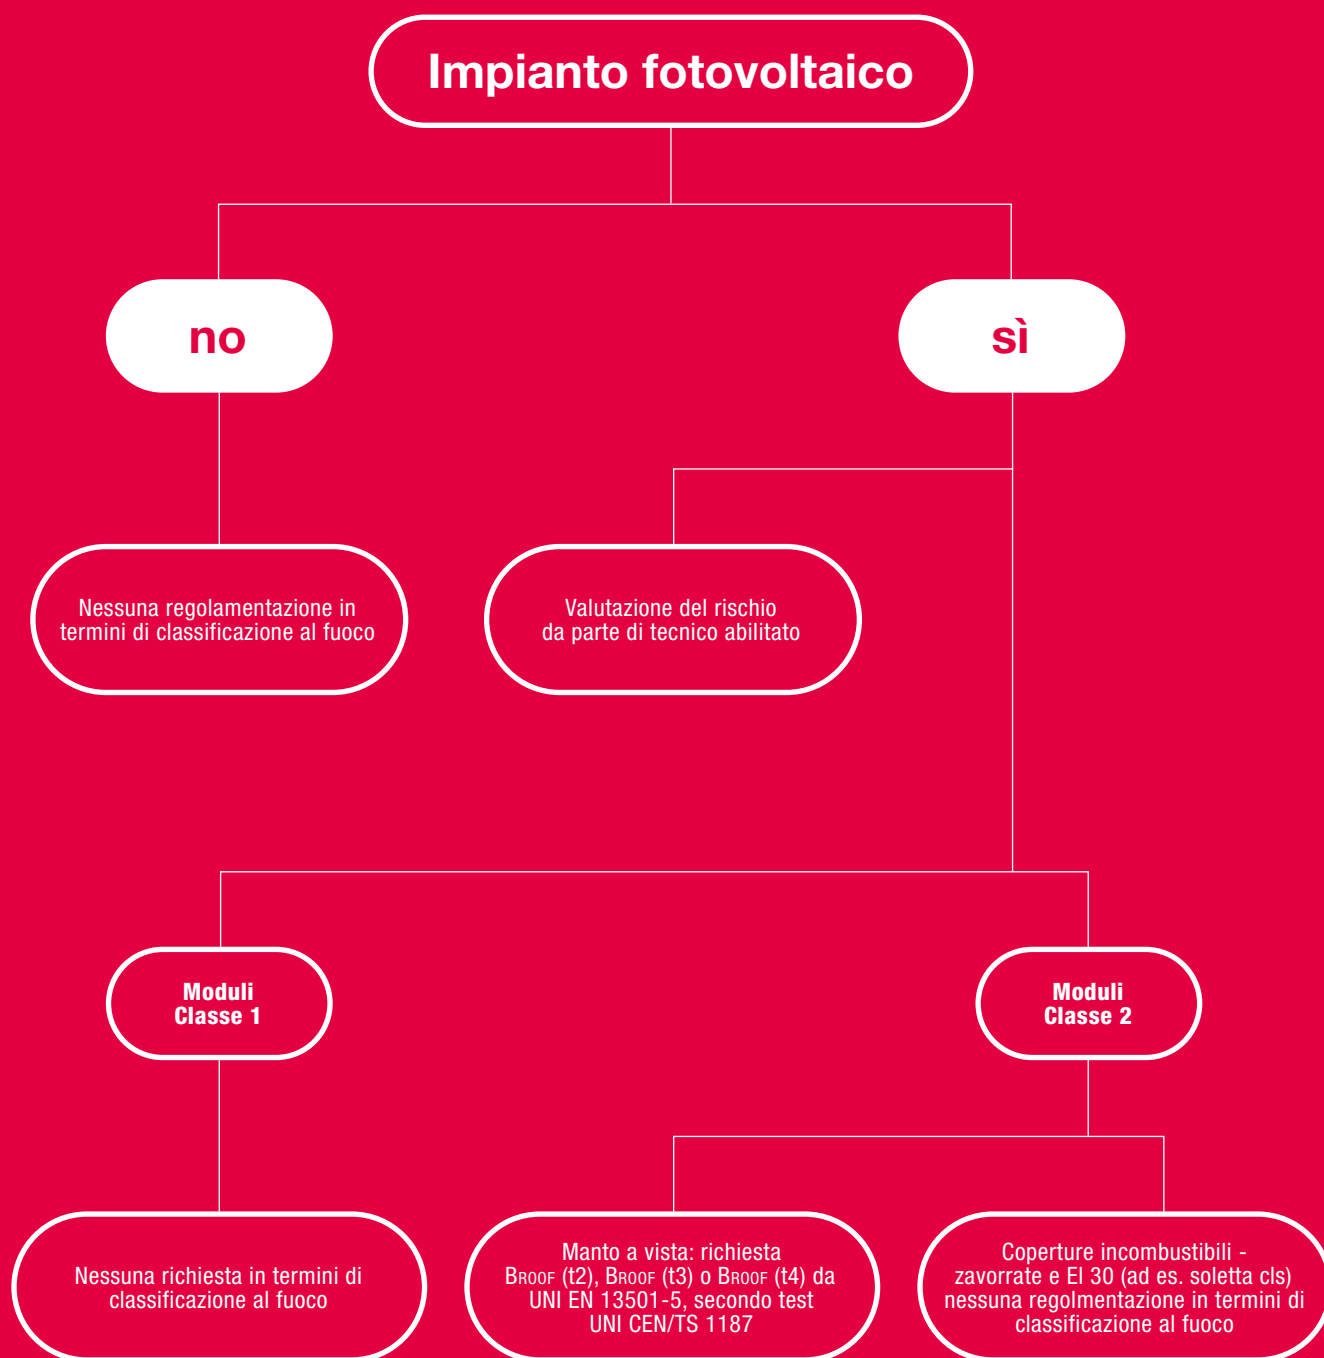 Impianto fotovoltaico
no
sì
Nessuna regolamentazione in
termini di classificazione al fuoco
Valutazione del rischio
da parte di tecnico abilitato
Moduli
Classe 1
Moduli
Classe 2
Nessuna richiesta in termini di
classificazione al fuoco
Manto a vista: richiesta
BROOF (t2), BROOF (t3) o BROOF (t4) da
UNI EN 13501-5, secondo test
UNI CEN/TS 1187
Coperture incombustibili -
zavorrate e EI 30 (ad es. soletta cls)
nessuna regolmentazione in termini di
classificazione al fuoco